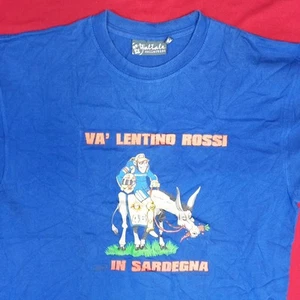 VA' LENTINO ROSSI
... IN SARDEGNA